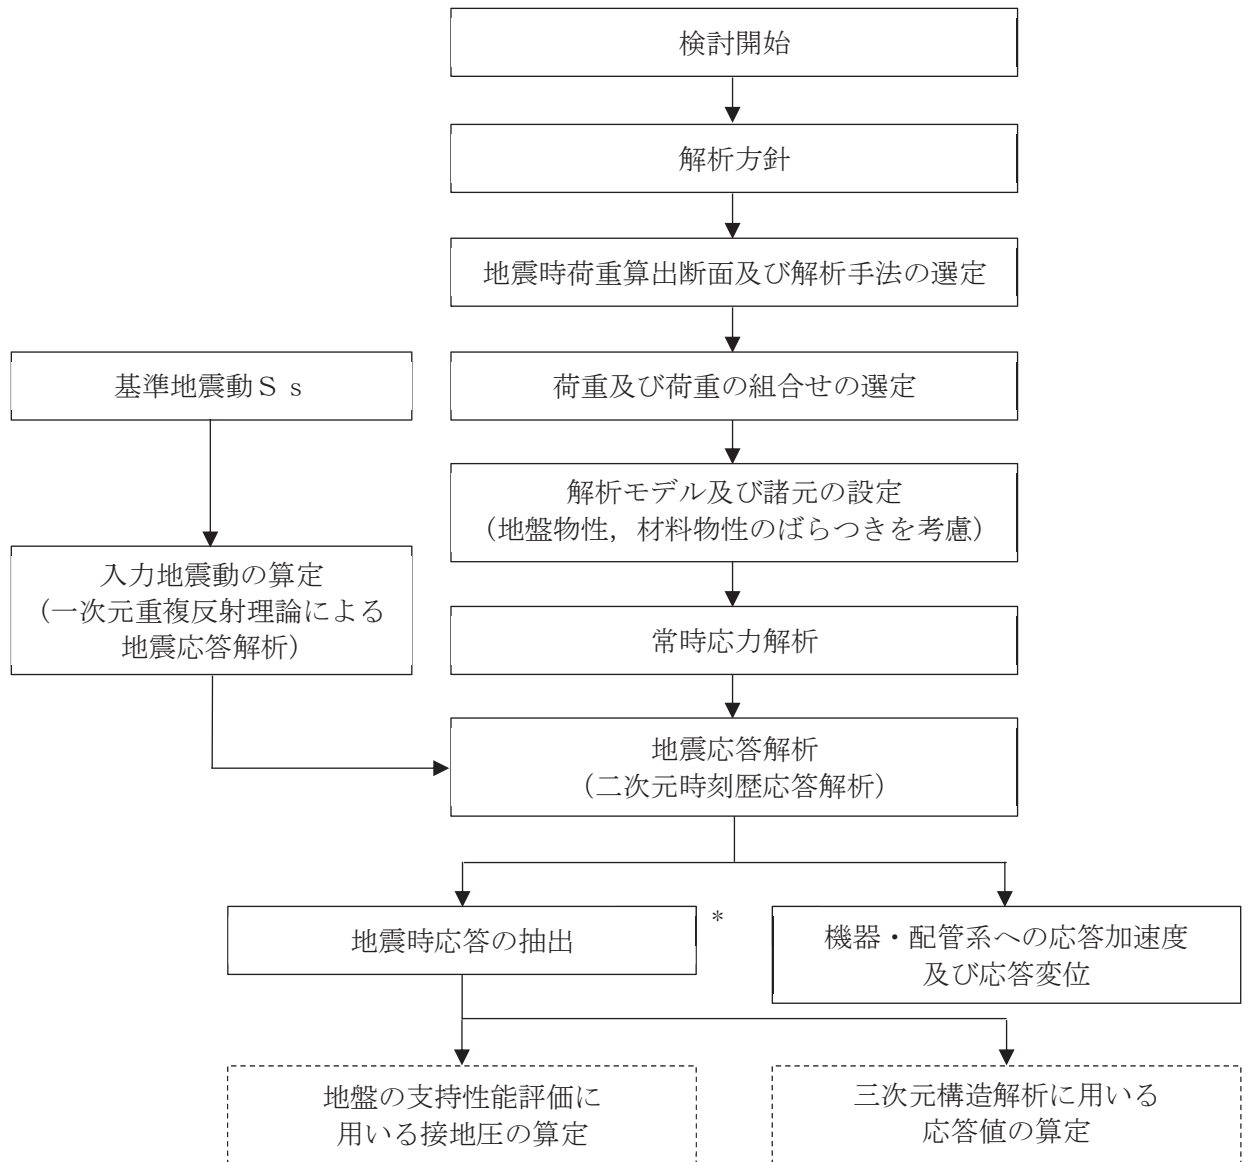 検討開始
解析方針
地震時荷重算出断面及び解析手法の選定
基準地震動Ｓｓ
荷重及び荷重の組合せの選定
解析モデル及び諸元の設定
（地盤物性，材料物性のばらつきを考慮）
入力地震動の算定
（一次元重複反射理論による
地震応答解析）
常時応力解析
地震応答解析
（二次元時刻歴応答解析）
地震時応答の抽出
*
機器・配管系への応答加速度
及び応答変位
地盤の支持性能評価に
用いる接地圧の算定
三次元構造解析に用いる
応答値の算定